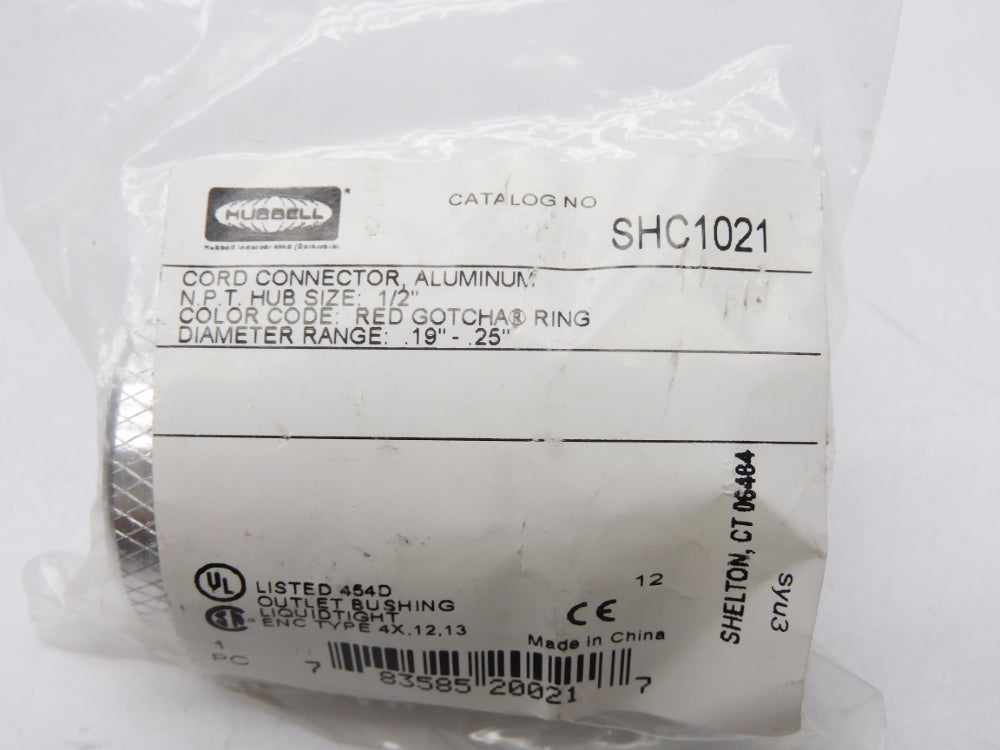 HUBBELL
CATALOG NO
SHC1021
CORD CONNECTOR, ALUMINUM
N.P.T. HUB SIZE: 1/2"
COLOR CODE: RED GOTCHA® RING
DIAMETER RANGE: .19" - .25"
UL
LISTED 454D
OUTLET BUSHING
LIQUIDTIGHT
ENC TYPE 4X,12,13
1
PC
12
CE
Made in China
7 83585 20021 7
SHELTON, CT 06484
syu3